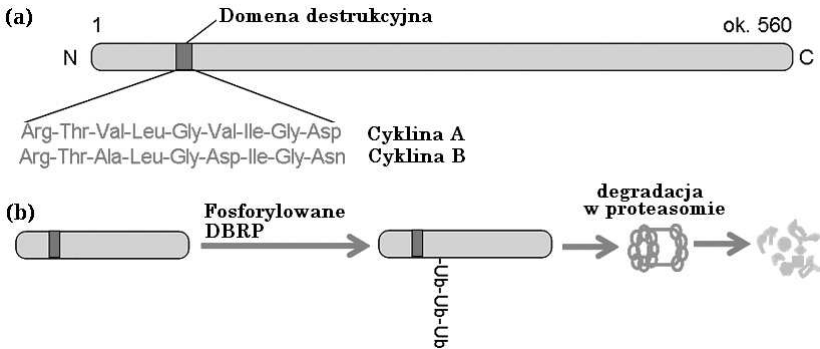 (a)
1
Domena destrukcyjna
ok. 560
N
C
Arg-Thr-Val-Leu-Gly-Val-Ile-Gly-Asp Cyklina A
Arg-Thr-Ala-Leu-Gly-Asp-Ile-Gly-Asn Cyklina B
(b)
Fosforylowane
DBRP
degradacja
w proteasomie
-Ub-Ub-Ub